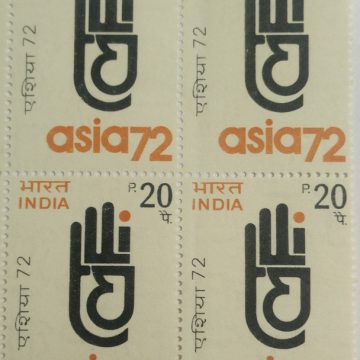 एशिया 72
एशिया 72
asia72
asia72
भारत
INDIA
P. 20 पै.
भारत
INDIA
P. 20 पै.
एशिया 72
एशिया 72